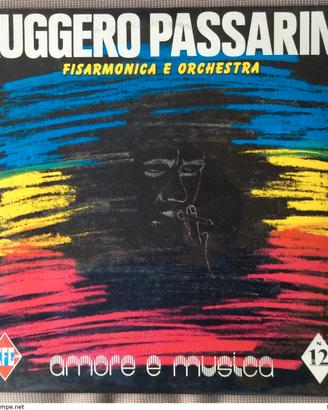 UGGERO PASSARIN
FISARMONICA E ORCHESTRA
amore e musica
N.
12
mpe.net